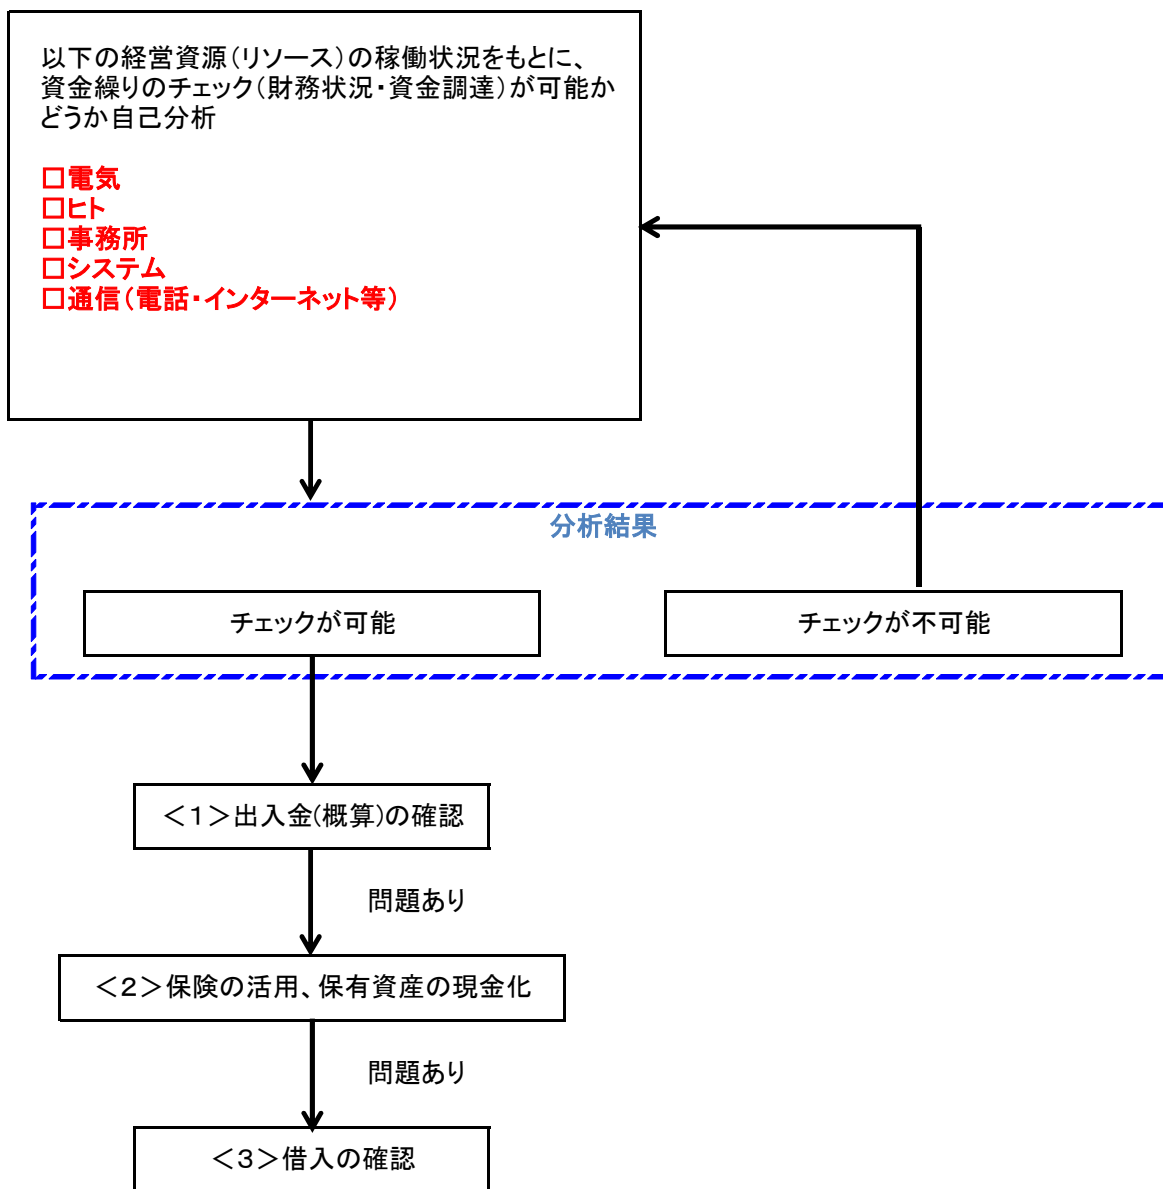 以下の経営資源(リソース)の稼働状況をもとに、
資金繰りのチェック(財務状況・資金調達)が可能か
どうか自己分析
□電気
□ヒト
□事務所
□システム
□通信(電話・インターネット等)
分析結果
チェックが可能
チェックが不可能
<1>出入金(概算)の確認
問題あり
<2>保険の活用、保有資産の現金化
問題あり
<3>借入の確認